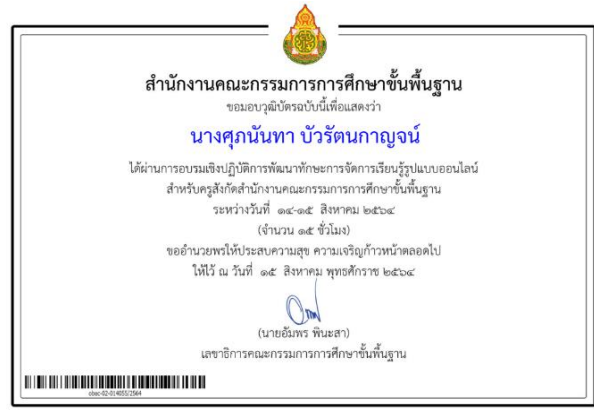 สำนักงานคณะกรรมการการศึกษาขั้นพื้นฐาน
ขอมอบวุฒิบัตรฉบับนี้เพื่อแสดงว่า
นางศุภนันทา บัวรัตนกาญจน์
ได้ผ่านการอบรมเชิงปฏิบัติการพัฒนาทักษะการจัดการเรียนรู้รูปแบบออนไลน์
สำหรับครูสังกัดสำนักงานคณะกรรมการการศึกษาขั้นพื้นฐาน
ระหว่างวันที่ ๑๔-๑๕ สิงหาคม ๒๕๖๔
(จำนวน ๑๕ ชั่วโมง)
ขออำนวยพรให้ประสบความสุข ความเจริญก้าวหน้าตลอดไป
ให้ไว้ ณ วันที่ ๑๕ สิงหาคม พุทธศักราช ๒๕๖๔
(นายอัมพร พินะสา)
เลขาธิการคณะกรรมการการศึกษาขั้นพื้นฐาน
obec-02-014055/2564